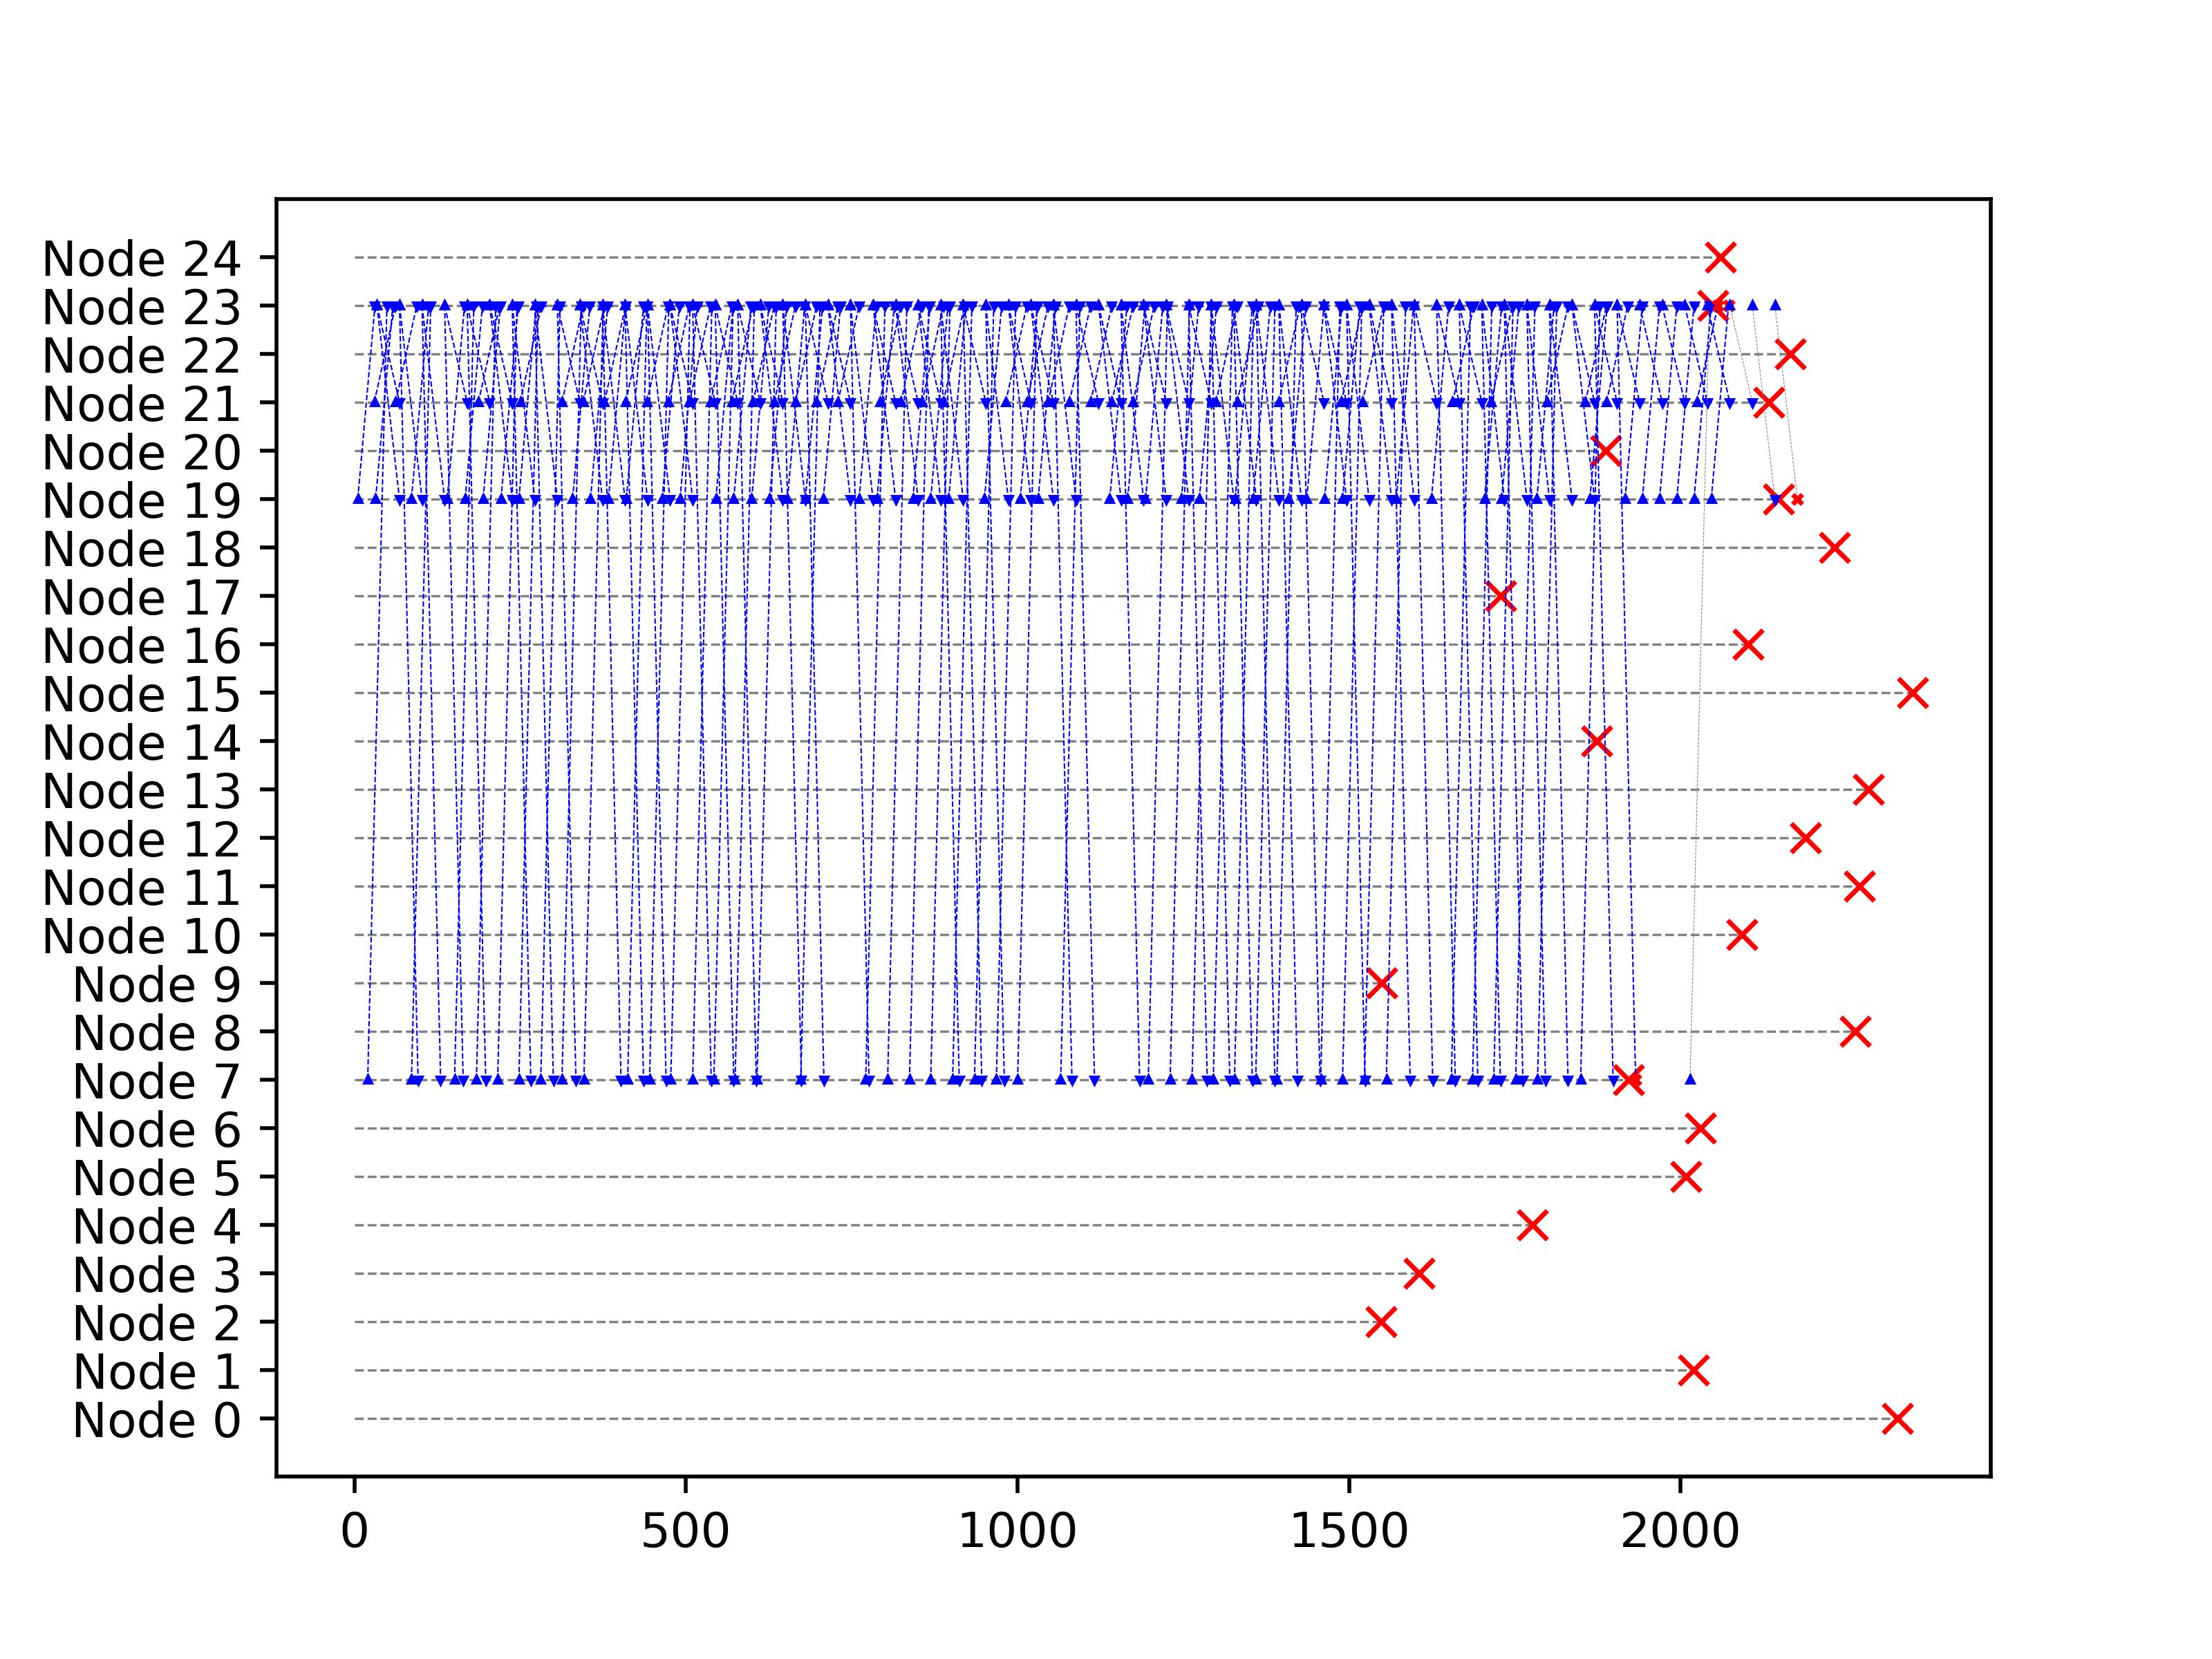 Node 24
Node 23
Node 22
Node 21
Node 20
Node 19
Node 18
Node 17
Node 16
Node 15
Node 14
Node 13
Node 12
Node 11
Node 10
Node 9
Node 8
Node 7
Node 6
Node 5
Node 4
Node 3
Node 2
Node 1
Node 0
0 500 1000 1500 2000